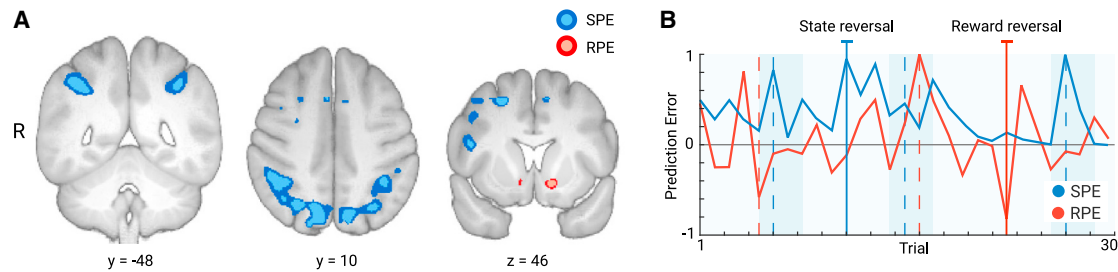 A
SPE
RPE
R
y = -48
y = 10
z = 46
B
State reversal
Reward reversal
Prediction Error
1
0
-1
SPE
RPE
1
Trial
30